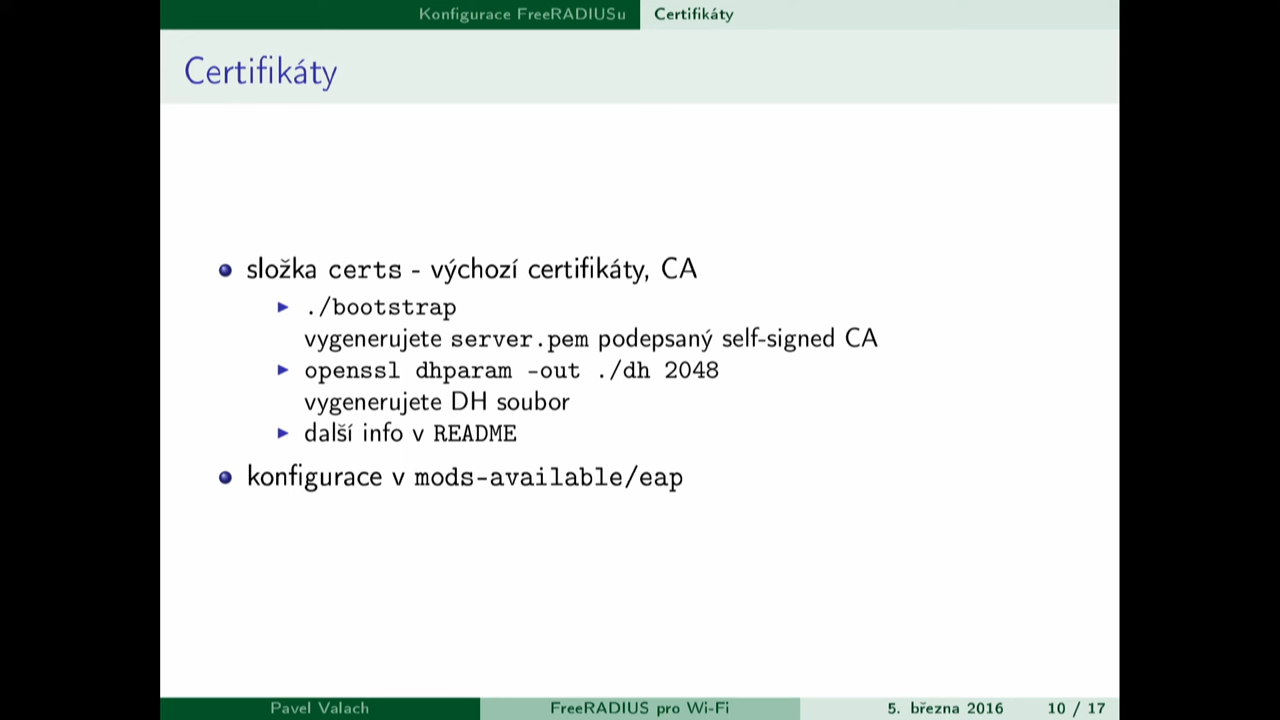 Konfigurace FreeRADIUSu Certifikáty
Certifikáty
složka certs - výchozí certifikáty, CA
./bootstrap
vygenerujete server.pem podepsaný self-signed CA
openssl dhparam -out ./dh 2048
vygenerujete DH soubor
další info v README
konfigurace v mods-available/eap
Pavel Valach FreeRADIUS pro Wi-Fi 5. března 2016 10 / 17